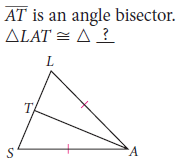 AT is an angle bisector.
△LAT ≅ △ ?
L
T
S
A